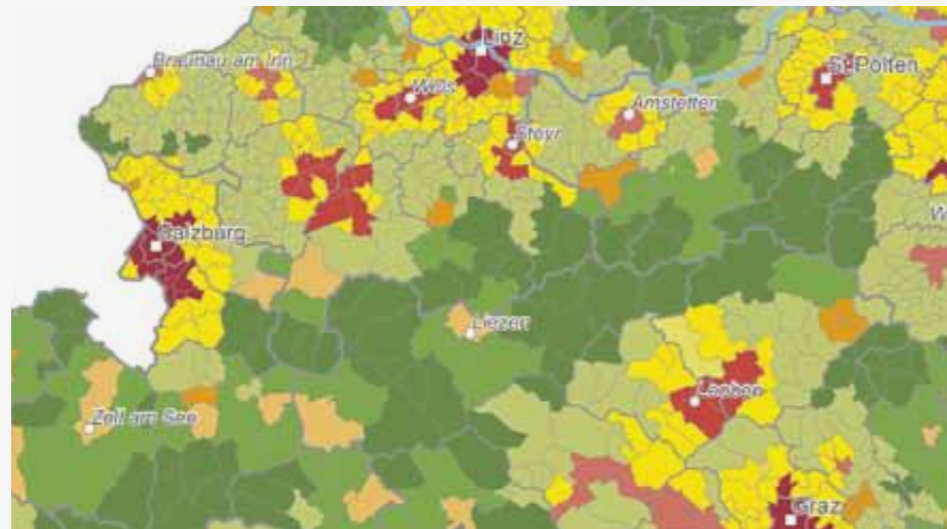 Linz
Braunau am Inn
Wels
St. Pölten
Amstetten
Steyr
Salzburg
W
Liezen
Leoben
Zell am See
Graz